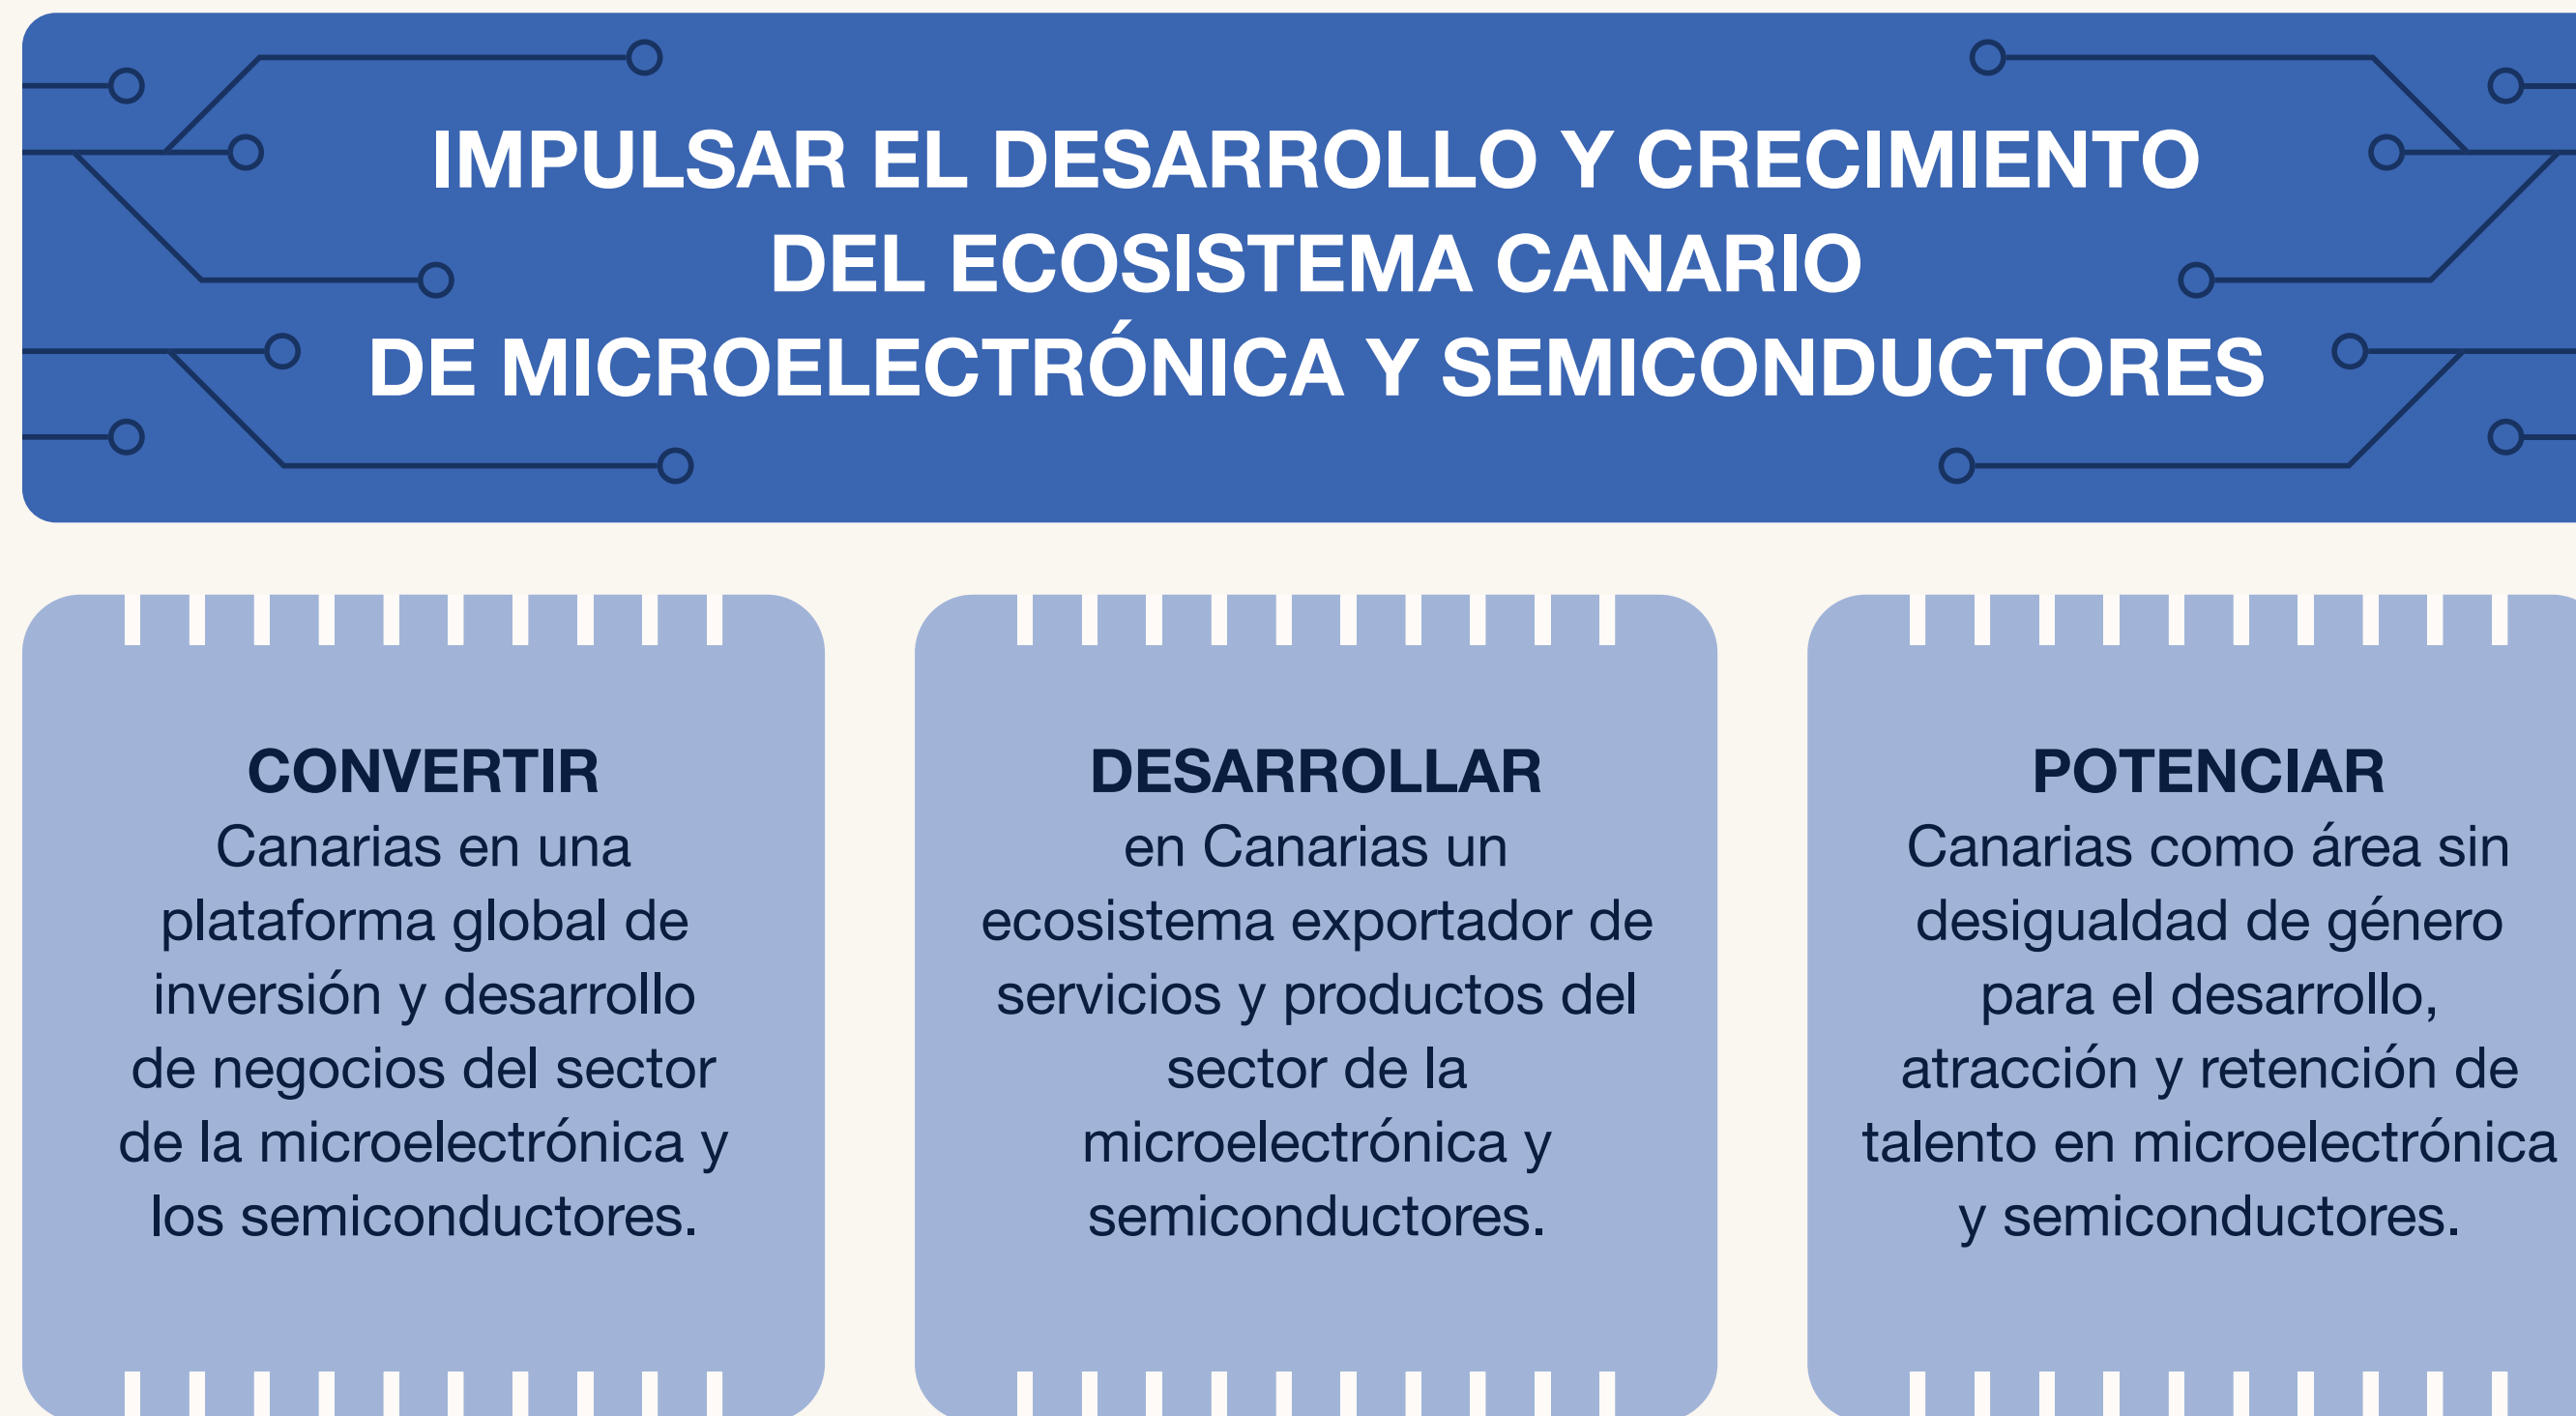 IMPULSAR EL DESARROLLO Y CRECIMIENTO
DEL ECOSISTEMA CANARIO
DE MICROELECTRÓNICA Y SEMICONDUCTORES
CONVERTIR
Canarias en una
plataforma global de
inversión y desarrollo
de negocios del sector
de la microelectrónica y
los semiconductores.
DESARROLLAR
en Canarias un
ecosistema exportador de
servicios y productos del
sector de la
microelectrónica y
semiconductores.
POTENCIAR
Canarias como área sin
desigualdad de género
para el desarrollo,
atracción y retención de
talento en microelectrónica
y semiconductores.